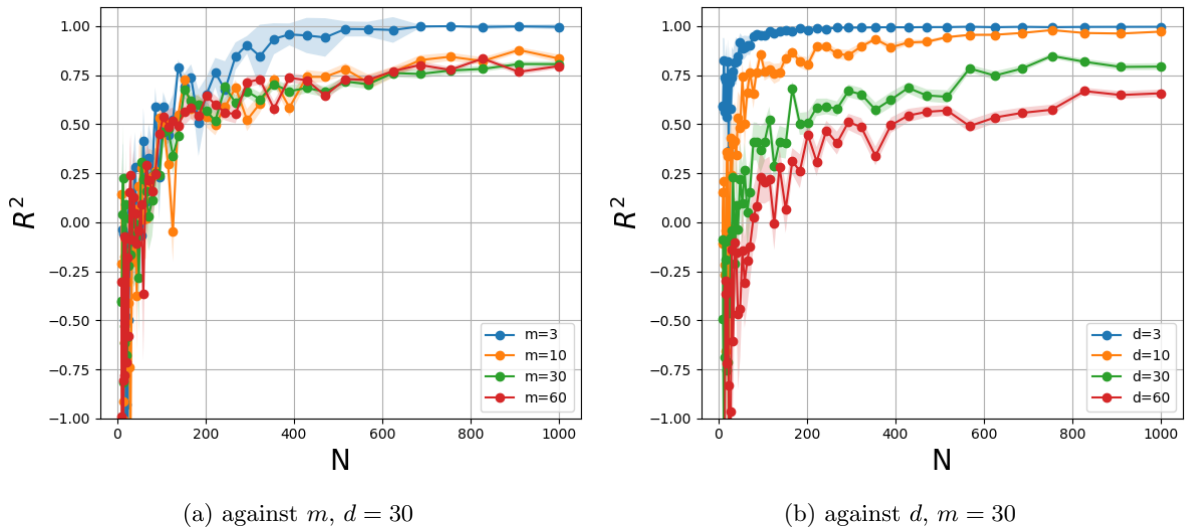 1.00
0.75
0.50
0.25
0.00
−0.25
−0.50
−0.75
−1.00
R²
0 200 400 600 800 1000
N
m=3
m=10
m=30
m=60
(a) against m, d = 30
1.00
0.75
0.50
0.25
0.00
−0.25
−0.50
−0.75
−1.00
R²
0 200 400 600 800 1000
N
d=3
d=10
d=30
d=60
(b) against d, m = 30